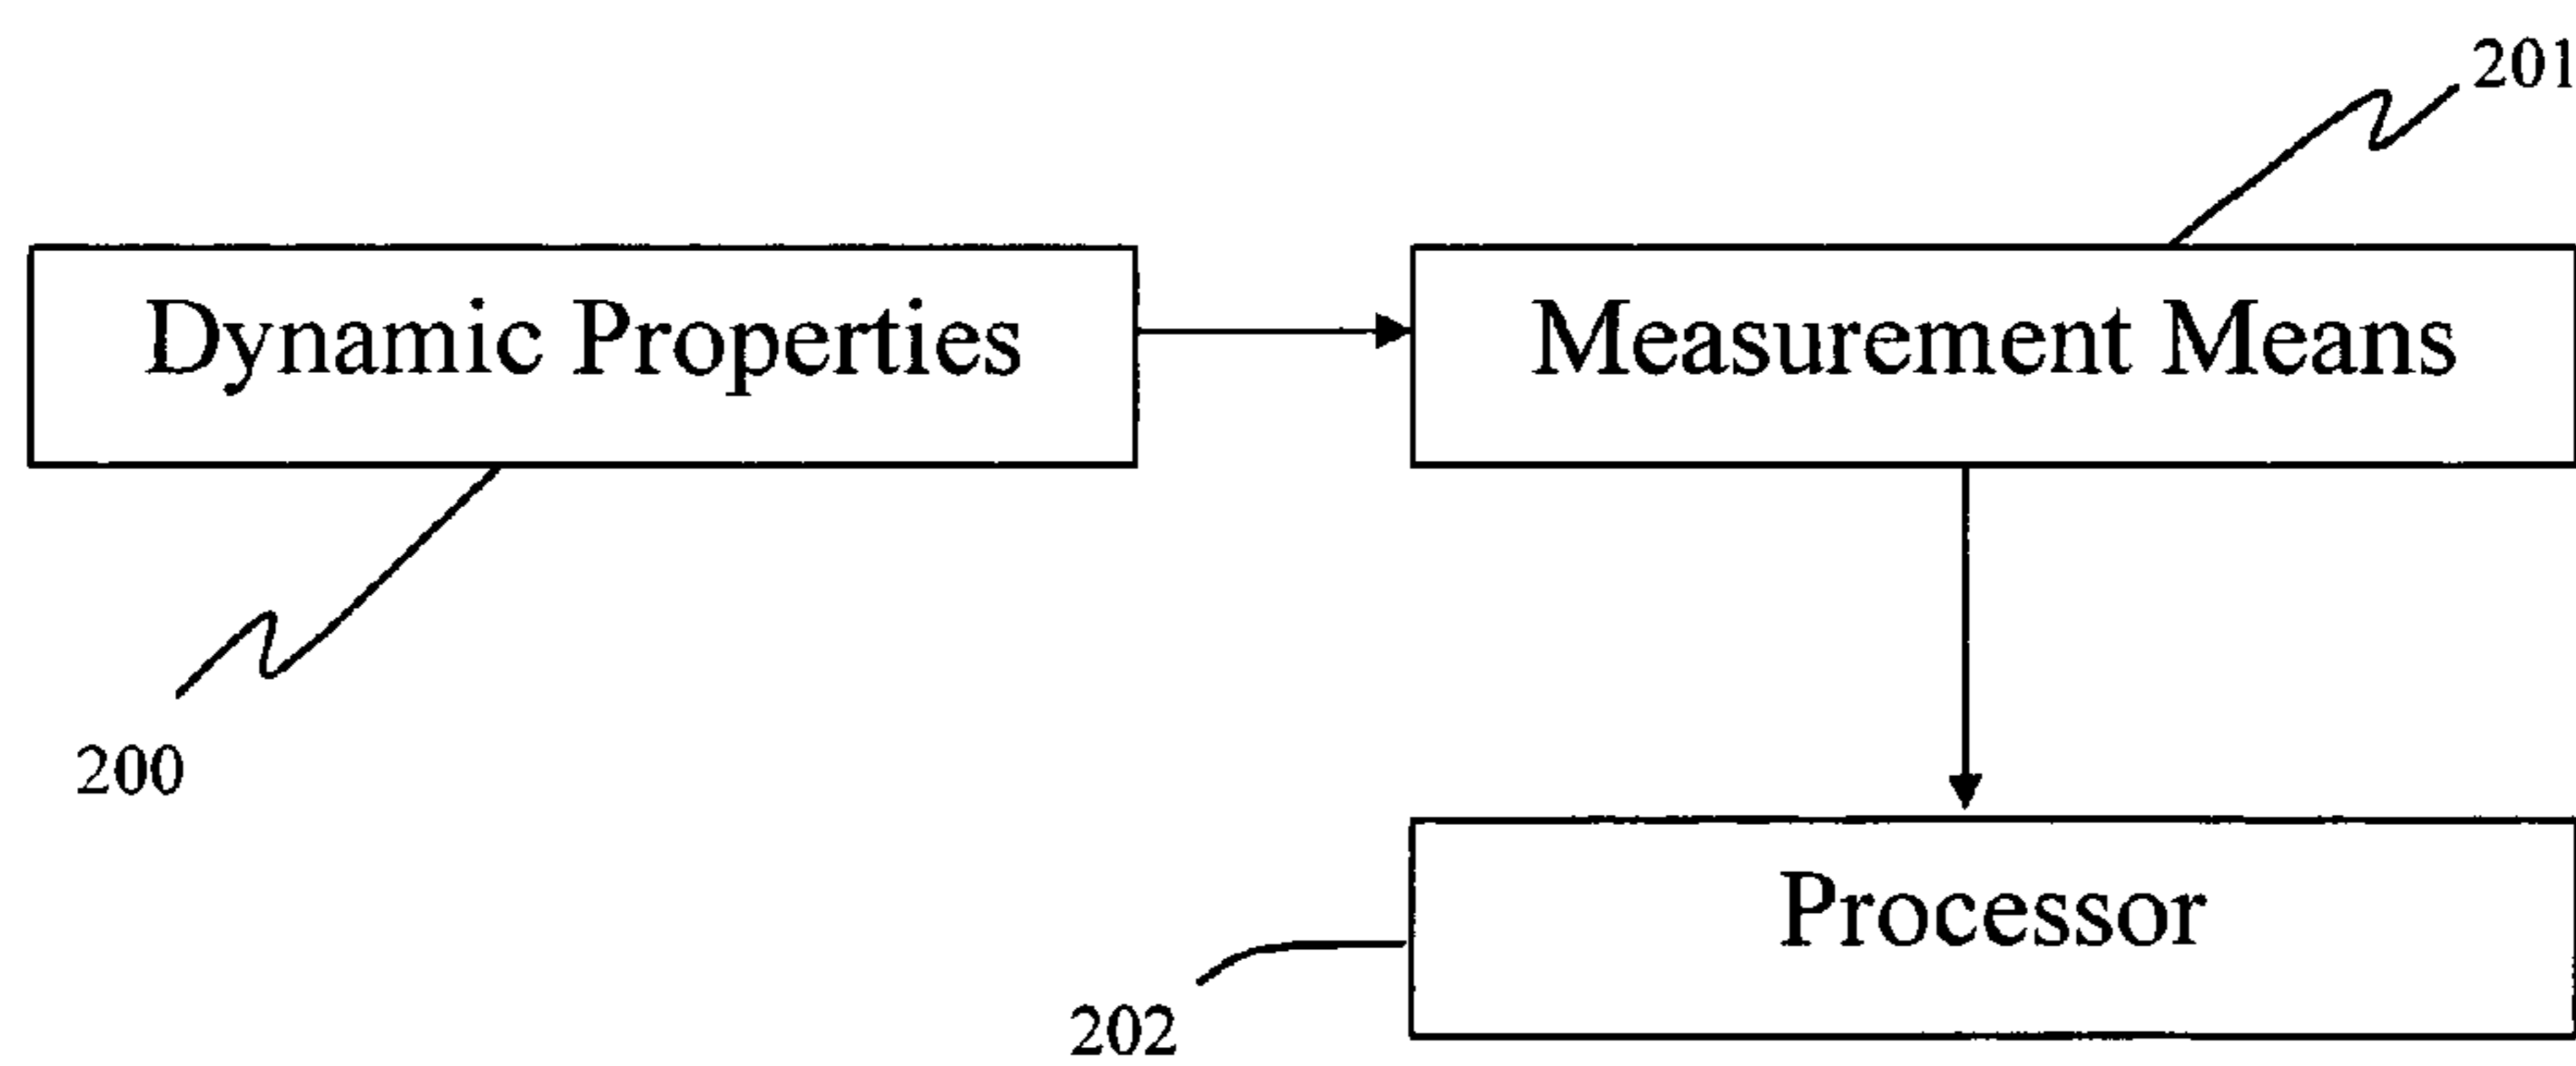 201
Dynamic Properties
Measurement Means
200
Processor
202